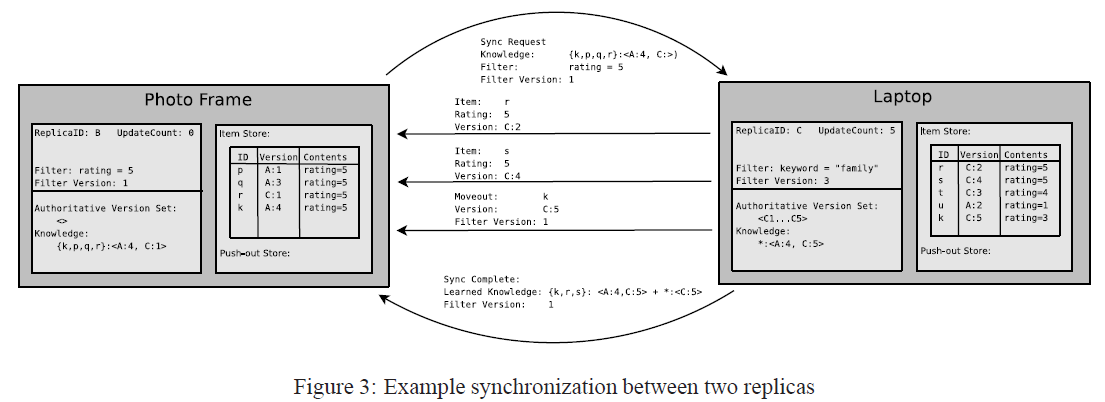 Sync Request
Knowledge: {k,p,q,r}:<A:4, C:>)
Filter: rating = 5
Filter Version: 1
Photo Frame
ReplicaID: B UpdateCount: 0
Filter: rating = 5
Filter Version: 1
Authoritative Version Set:
<>
Knowledge:
{k,p,q,r}:<A:4, C:1>
Item Store:
ID Version Contents
p A:1 rating=5
q A:3 rating=5
r C:1 rating=5
k A:4 rating=5
Push-out Store:
Item: r
Rating: 5
Version: C:2
Item: s
Rating: 5
Version: C:4
Moveout: k
Version: C:5
Filter Version: 1
Laptop
ReplicaID: C UpdateCount: 5
Filter: keyword = "family"
Filter Version: 3
Authoritative Version Set:
<C1...C5>
Knowledge:
*:<A:4, C:5>
Item Store:
ID Version Contents
r C:2 rating=5
s C:4 rating=5
t C:3 rating=4
u A:2 rating=1
k C:5 rating=3
Push-out Store:
Sync Complete:
Learned Knowledge: {k,r,s}: <A:4,C:5> + *:<C:5>
Filter Version: 1
Figure 3: Example synchronization between two replicas